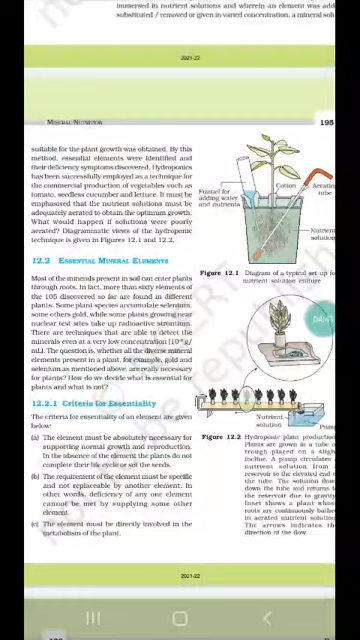 immersed in nutrient solutions and wherein an element was add
substituted / removed or given in varied concentration, a mineral solu
2021-22
MINERAL NUTRITION
195
suitable for the plant growth was obtained. By this
method, essential elements were identified and
their deficiency symptoms discovered. Hydroponics
has been successfully employed as a technique for
the commercial production of vegetables such as
tomato, seedless cucumber and lettuce. It must be
emphasised that the nutrient solutions must be
adequately aerated to obtain the optimum growth.
What would happen if solutions were poorly
aerated? Diagrammatic views of the hydroponic
technique is given in Figures 12.1 and 12.2.
12.2 ESSENTIAL MINERAL ELEMENTS
Most of the minerals present in soil can enter plants
through roots. In fact, more than sixty elements of
the 105 discovered so far are found in different
plants. Some plant species accumulate selenium,
some others gold, while some plants growing near
nuclear test sites take up radioactive strontium.
There are techniques that are able to detect the
minerals even at a very low concentration (10⁻⁸ g/
mL). The question is, whether all the diverse mineral
elements present in a plant, for example, gold and
selenium as mentioned above, are really necessary
for plants? How do we decide what is essential for
plants and what is not?
12.2.1 Criteria for Essentiality
The criteria for essentiality of an element are given
below:
(a) The element must be absolutely necessary for
supporting normal growth and reproduction.
In the absence of the element the plants do not
complete their life cycle or set the seeds.
(b) The requirement of the element must be specific
and not replaceable by another element. In
other words, deficiency of any one element
cannot be met by supplying some other
element.
(c) The element must be directly involved in the
metabolism of the plant.
Funnel for
adding water
and nutrients
Cotton
Aerating
tube
Nutrient
solution
Figure 12.1 Diagram of a typical set up for
nutrient solution culture
Nutrient
solution
Pump
Figure 12.2 Hydroponic plant production
Plants are grown in a tube o
trough placed on a sligh
incline. A pump circulates
nutrient solution from
reservoir to the elevated end
the tube. The solution flow
down the tube and returns t
the reservoir due to gravity
Inset shows a plant whos
roots are continuously bathe
in aerated nutrient solution
The arrows indicates th
direction of the flow
2021-22